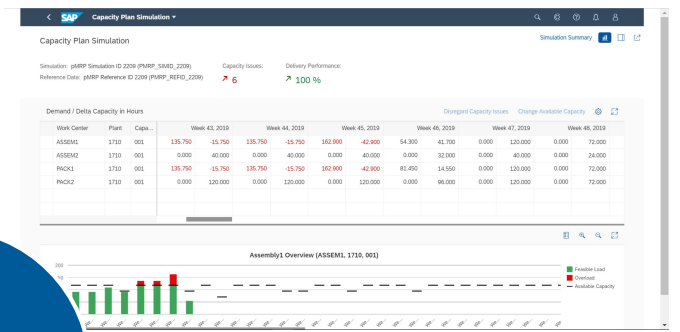 SAP Capacity Plan Simulation
Capacity Plan Simulation
Simulation Summary
Simulation: pMRP Simulation ID 2209 (PMRP_SIMID_2209) Capacity Issues: Delivery Performance:
Reference Data: pMRP Reference ID 2209 (PMRP_REFID_2209) 6 100 %
Demand / Delta Capacity in Hours Disregard Capacity Issues Change Available Capacity
Work Center Plant Capa... Week 43, 2019 Week 44, 2019 Week 45, 2019 Week 46, 2019 Week 47, 2019 Week 48, 2019
ASSEM1 1710 001 135.750 -15.750 135.750 -15.750 162.900 -42.900 54.300 41.700 0.000 120.000 0.000 72.000
ASSEM2 1710 001 0.000 40.000 0.000 40.000 0.000 40.000 0.000 32.000 0.000 40.000 0.000 24.000
PACK1 1710 001 135.750 -15.750 135.750 -15.750 162.900 -42.900 81.450 14.550 0.000 120.000 0.000 72.000
PACK2 1710 001 0.000 120.000 0.000 120.000 0.000 120.000 0.000 96.000 0.000 120.000 0.000 72.000
Assembly1 Overview (ASSEM1, 1710, 001)
200
Feasible Load
Overload
Available Capacity